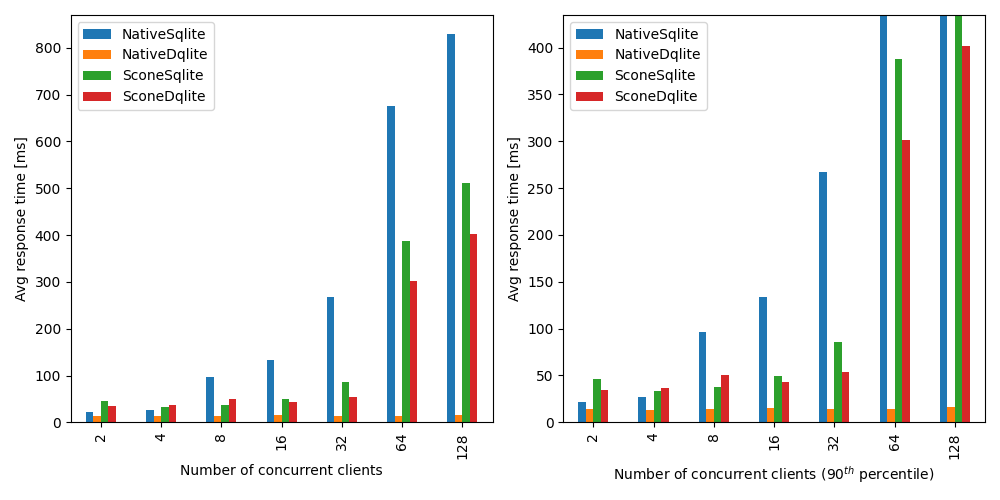 NativeSqlite
NativeDqlite
SconeSqlite
SconeDqlite
Avg response time [ms]
800
700
600
500
400
300
200
100
0
2
4
8
16
32
64
128
Number of concurrent clients
NativeSqlite
NativeDqlite
SconeSqlite
SconeDqlite
Avg response time [ms]
400
350
300
250
200
150
100
50
0
2
4
8
16
32
64
128
Number of concurrent clients (90th percentile)